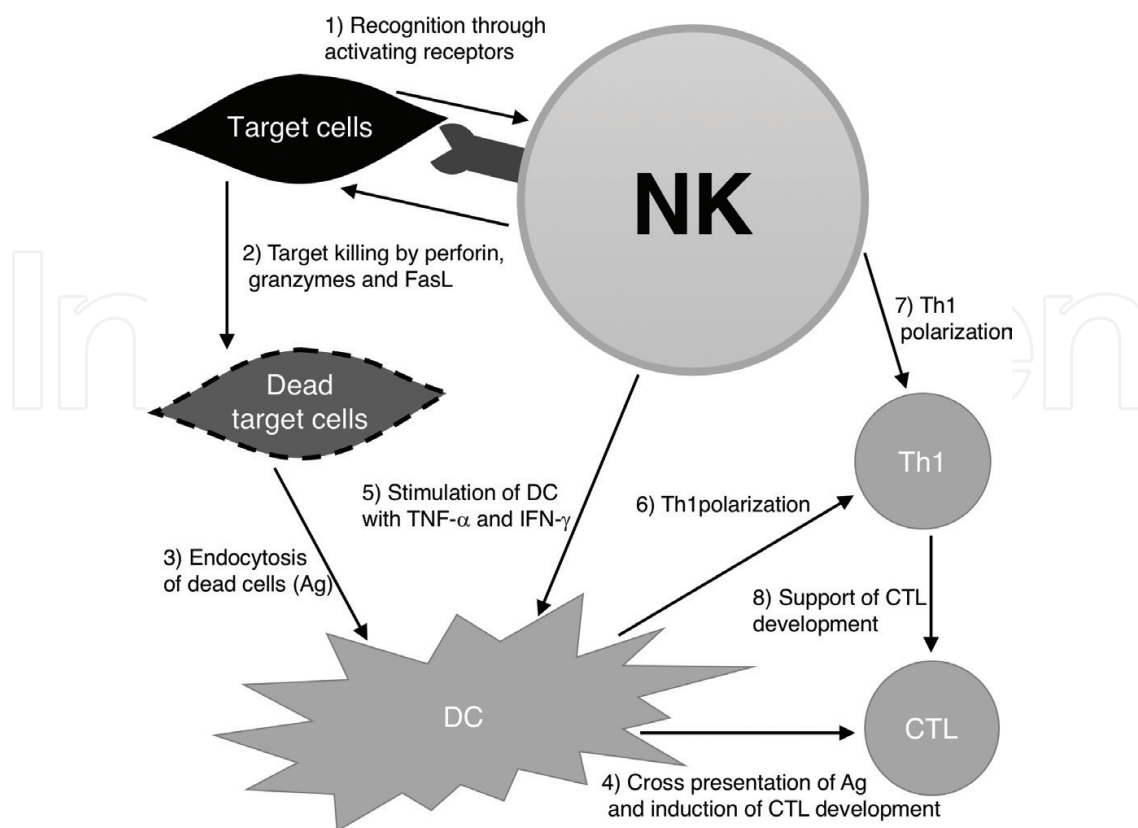 1) Recognition through
activating receptors
Target cells
NK
2) Target killing by perforin,
granzymes and FasL
7) Th1
polarization
Dead
target cells
Th1
5) Stimulation of DC
with TNF-α and IFN-γ
6) Th1polarization
3) Endocytosis
of dead cells (Ag)
8) Support of CTL
development
DC
CTL
4) Cross presentation of Ag
and induction of CTL development